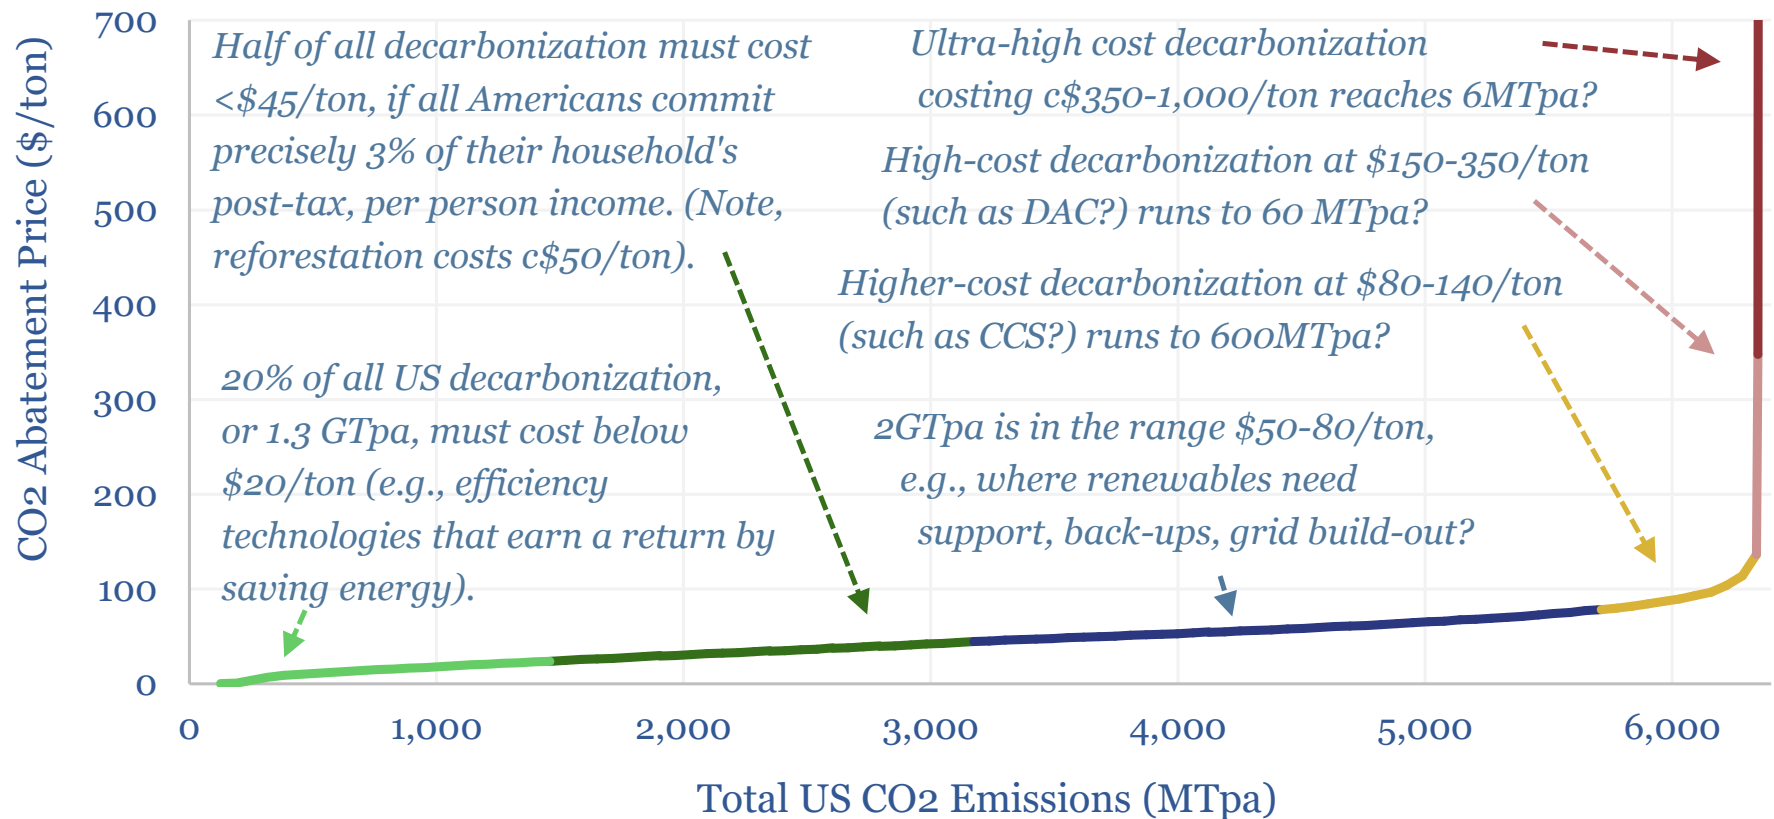 CO2 Abatement Price ($/ton)
700
600
500
400
300
200
100
0
Half of all decarbonization must cost
<$45/ton, if all Americans commit
precisely 3% of their household's
post-tax, per person income. (Note,
reforestation costs c$50/ton).
20% of all US decarbonization,
or 1.3 GTpa, must cost below
$20/ton (e.g., efficiency
technologies that earn a return by
saving energy).
Ultra-high cost decarbonization
costing c$350-1,000/ton reaches 6MTpa?
High-cost decarbonization at $150-350/ton
(such as DAC?) runs to 60 MTpa?
Higher-cost decarbonization at $80-140/ton
(such as CCS?) runs to 600MTpa?
2GTpa is in the range $50-80/ton,
e.g., where renewables need
support, back-ups, grid build-out?
0 1,000 2,000 3,000 4,000 5,000 6,000
Total US CO2 Emissions (MTpa)